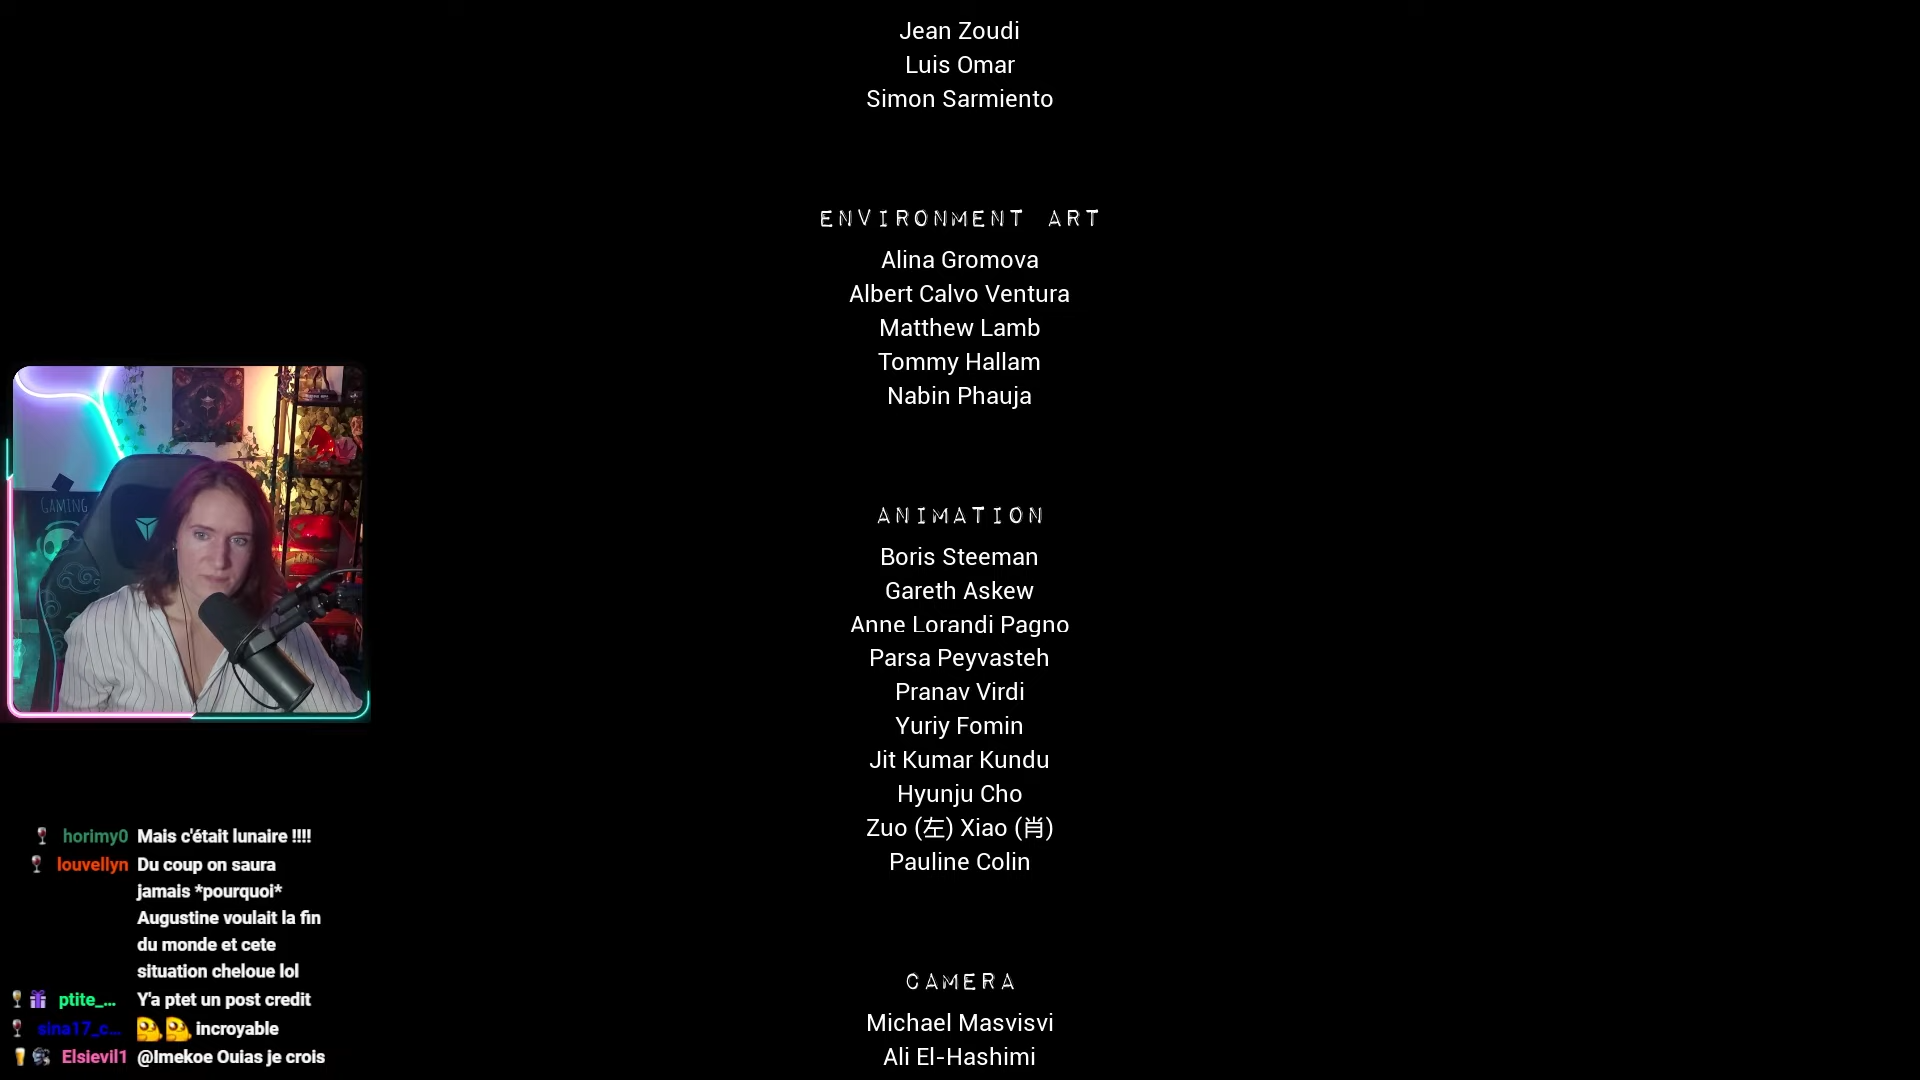 Jean Zoudi
Luis Omar
Simon Sarmiento
ENVIRONMENT ART
Alina Gromova
Albert Calvo Ventura
Matthew Lamb
Tommy Hallam
Nabin Phauja
ANIMATION
Boris Steeman
Gareth Askew
Anne Lorandi Pagno
Parsa Peyvasteh
Pranav Virdi
Yuriy Fomin
Jit Kumar Kundu
Hyunju Cho
Zuo (左) Xiao (肖)
Pauline Colin
CAMERA
Michael Masvisvi
Ali El-Hashimi
GAMING
horimy0 Mais c'était lunaire !!!!
louvellyn Du coup on saura
jamais *pourquoi*
Augustine voulait la fin
du monde et cete
situation cheloue lol
ptite_... Y'a ptet un post credit
sina17_c... incroyable
Elsievil1 @Imekoe Ouias je crois